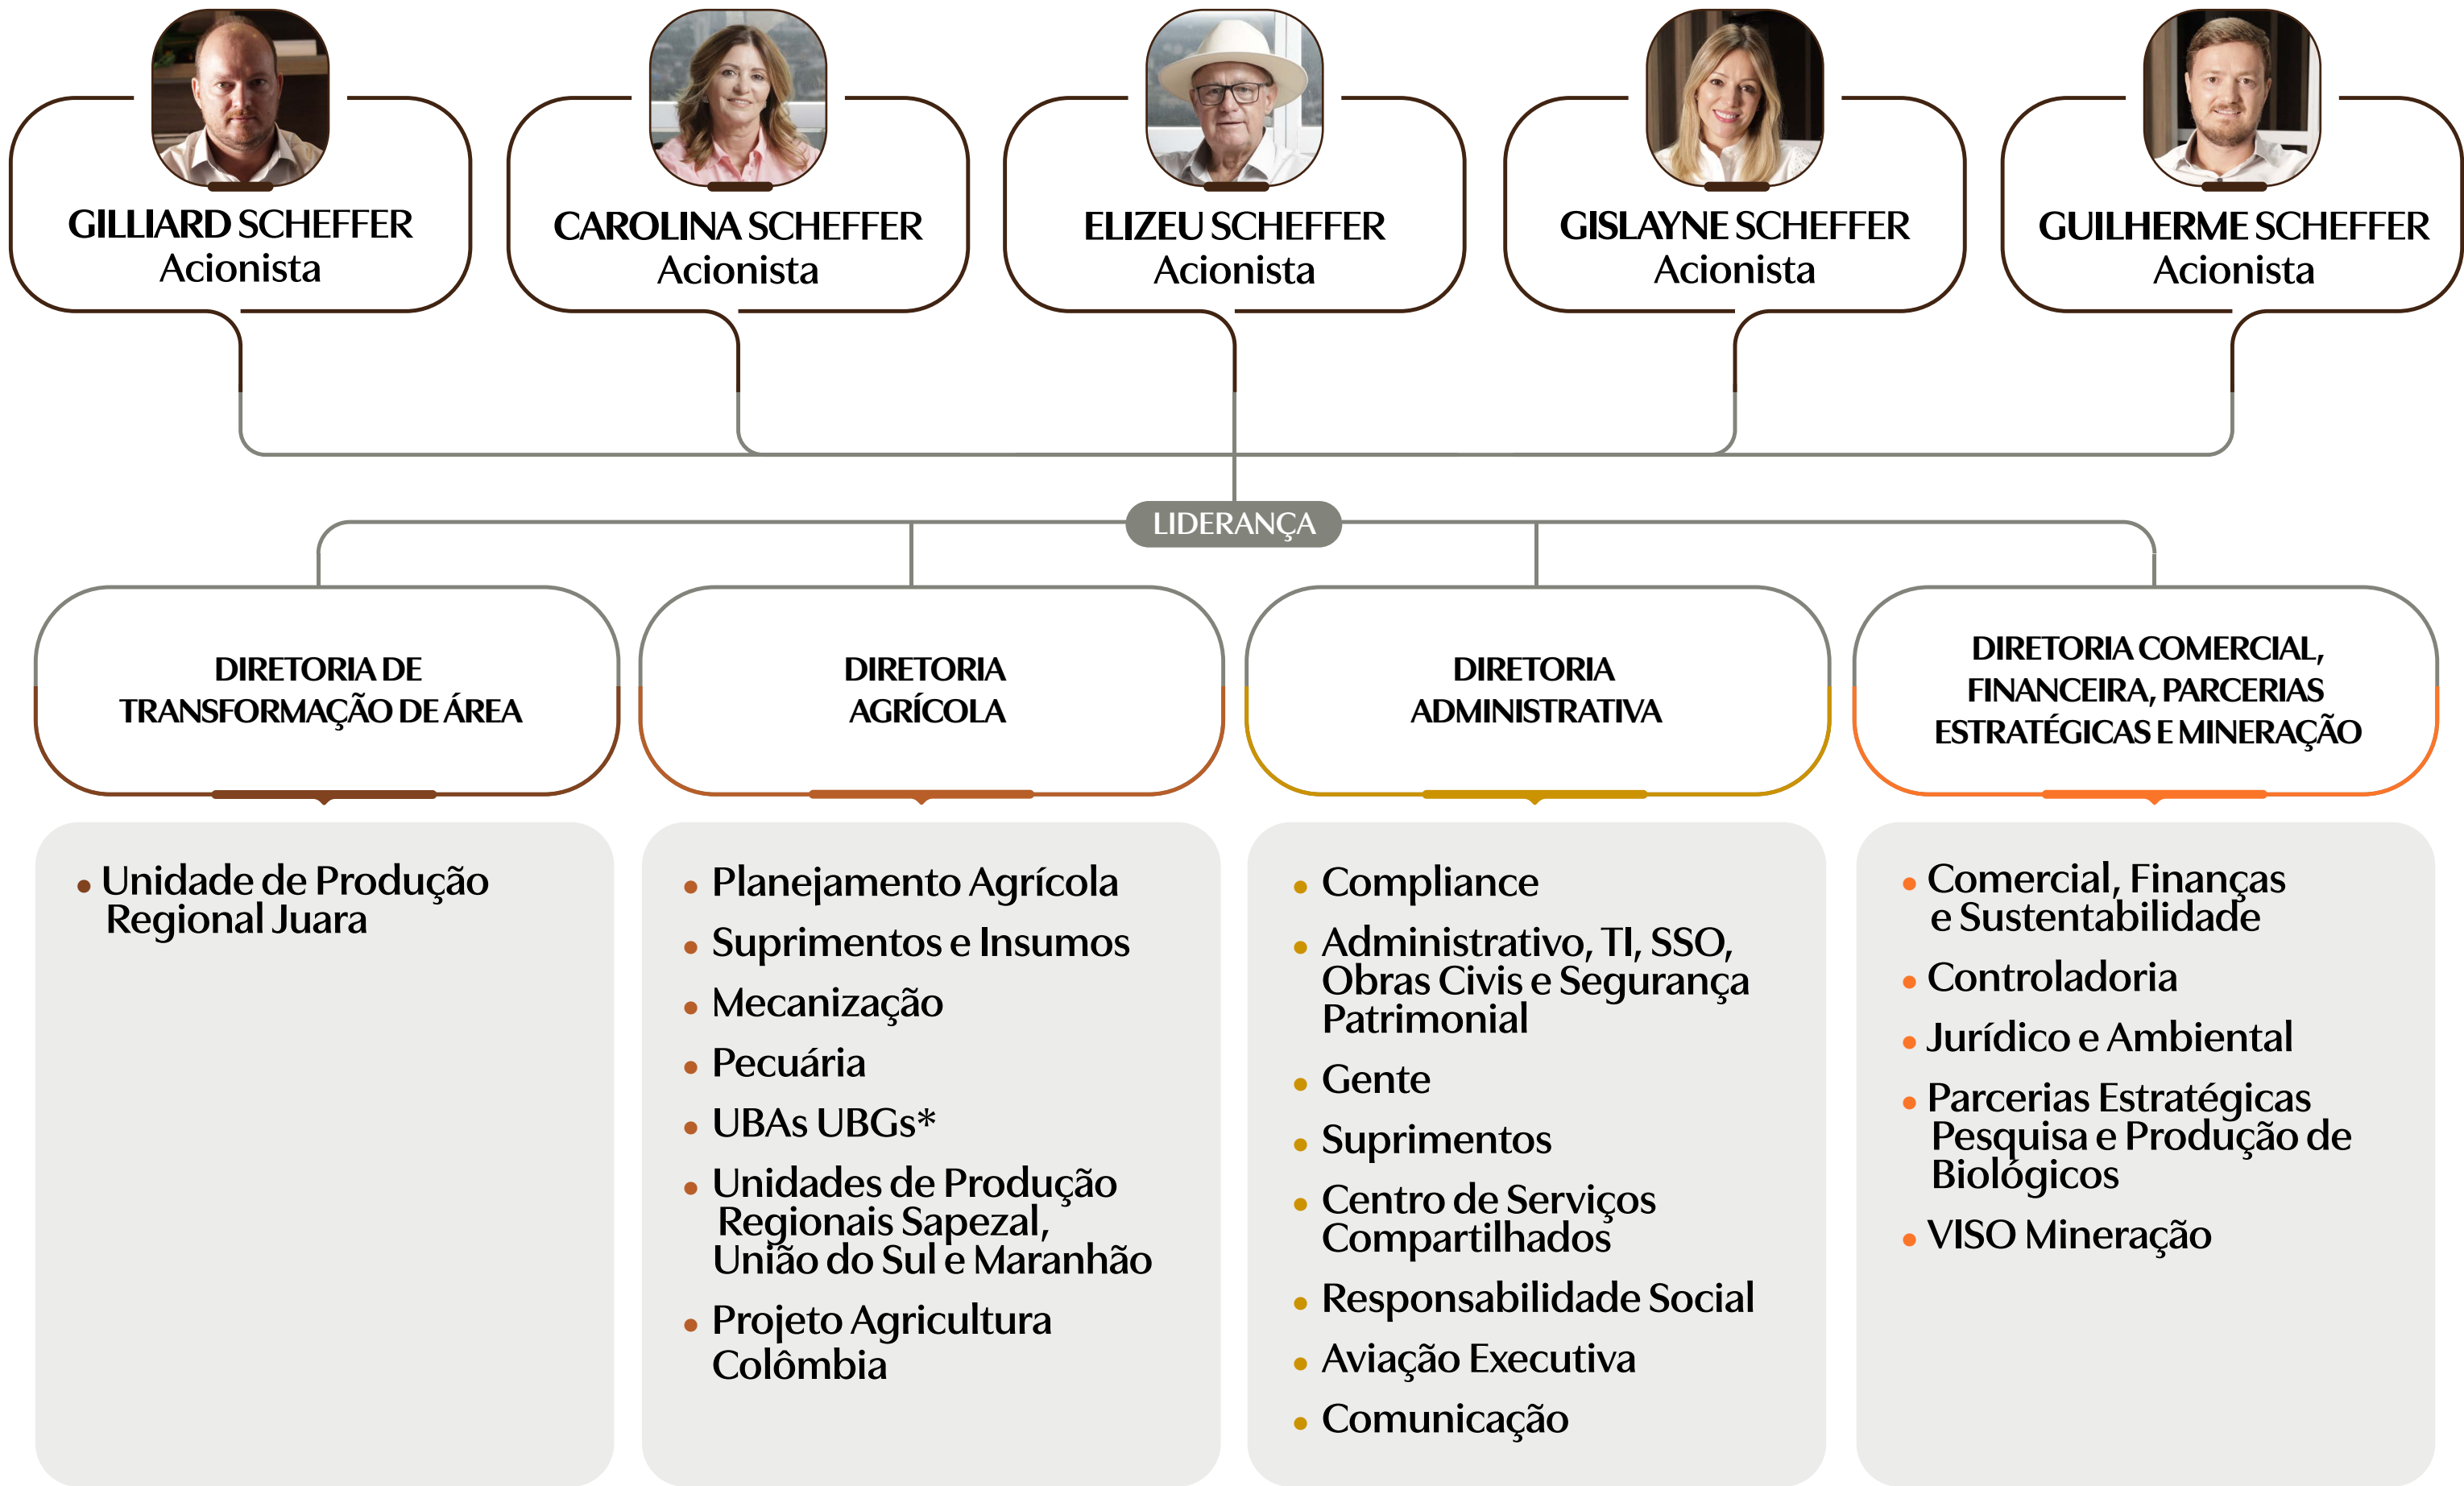 GILLIARD SCHEFFER
Acionista
CAROLINA SCHEFFER
Acionista
ELIZEU SCHEFFER
Acionista
GISLAYNE SCHEFFER
Acionista
GUILHERME SCHEFFER
Acionista
LIDERANÇA
DIRETORIA DE
TRANSFORMAÇÃO DE ÁREA
• Unidade de Produção
Regional Juara
DIRETORIA
AGRÍCOLA
• Planejamento Agrícola
• Suprimentos e Insumos
• Mecanização
• Pecuária
• UBAs UBGs*
• Unidades de Produção
Regionais Sapezal,
União do Sul e Maranhão
• Projeto Agricultura
Colômbia
DIRETORIA
ADMINISTRATIVA
• Compliance
• Administrativo, TI, SSO,
Obras Civis e Segurança
Patrimonial
• Gente
• Suprimentos
• Centro de Serviços
Compartilhados
• Responsabilidade Social
• Aviação Executiva
• Comunicação
DIRETORIA COMERCIAL,
FINANCEIRA, PARCERIAS
ESTRATÉGICAS E MINERAÇÃO
• Comercial, Finanças
e Sustentabilidade
• Controladoria
• Jurídico e Ambiental
• Parcerias Estratégicas
Pesquisa e Produção de
Biológicos
• VISO Mineração